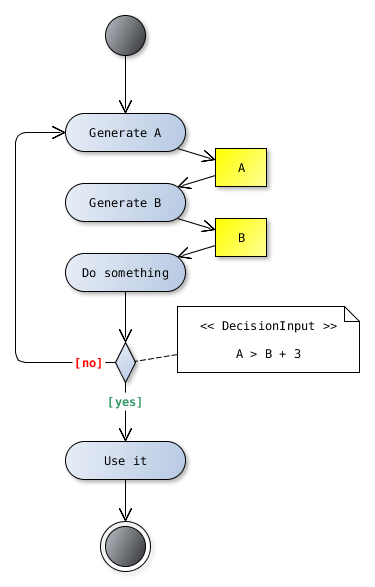 Generate A
A
Generate B
B
Do something
<< DecisionInput >>
A > B + 3
[no]
[yes]
Use it